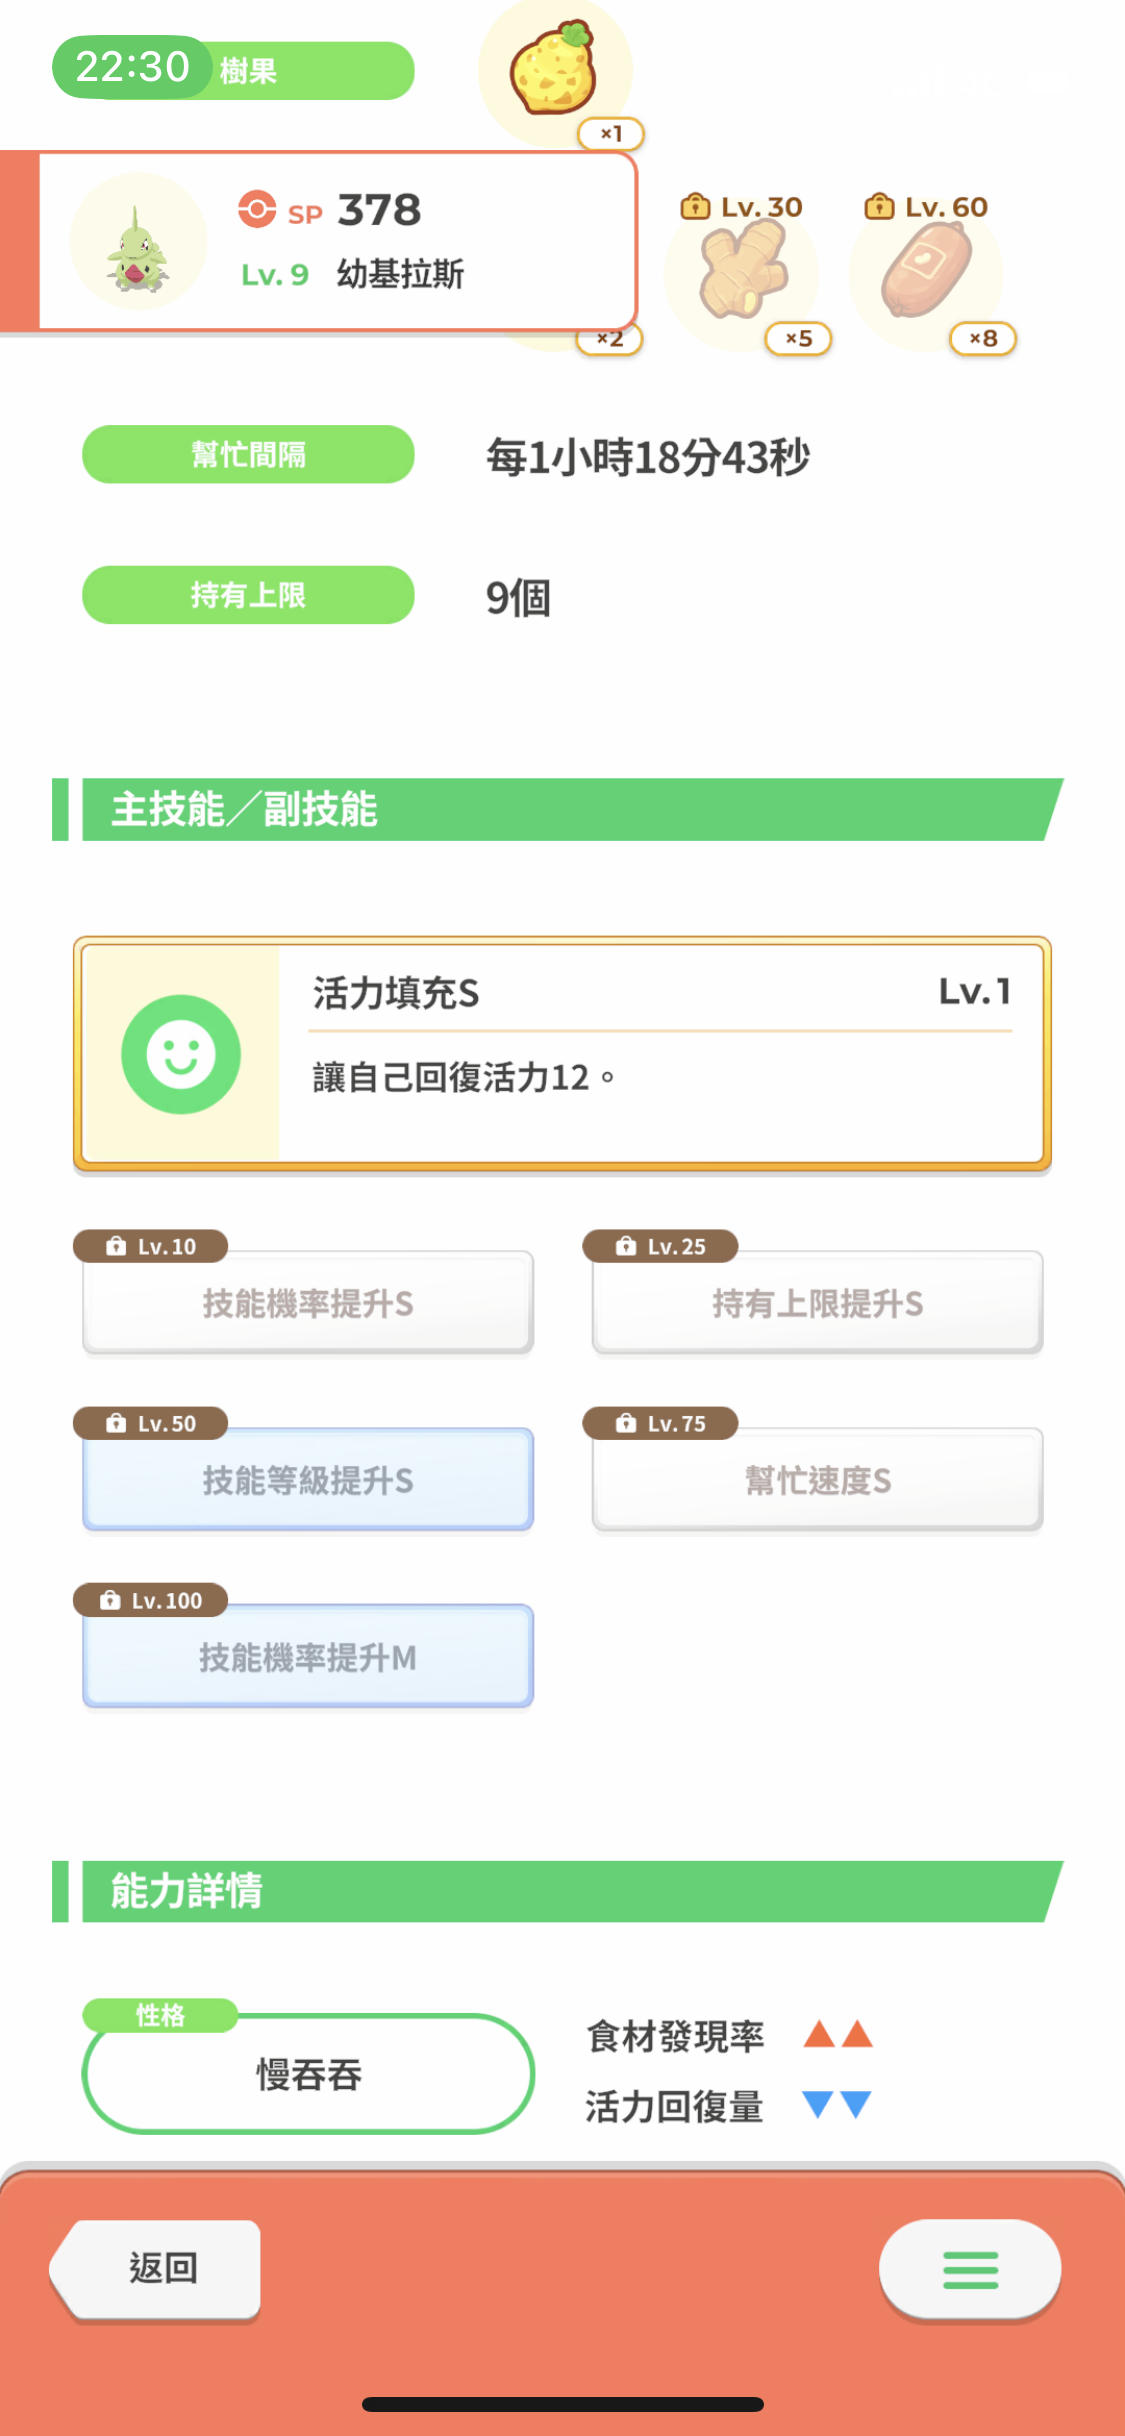 22:30
樹果
×1
SP 378
Lv. 9 幼基拉斯
Lv. 30
Lv. 60
×2
×5
×8
幫忙間隔
每1小時18分43秒
持有上限
9個
主技能／副技能
活力填充S
Lv. 1
讓自己回復活力12。
Lv. 10
技能機率提升S
Lv. 25
持有上限提升S
Lv. 50
技能等級提升S
Lv. 75
幫忙速度S
Lv. 100
技能機率提升M
能力詳情
性格
慢吞吞
食材發現率 ▲▲
活力回復量 ▼▼
返回